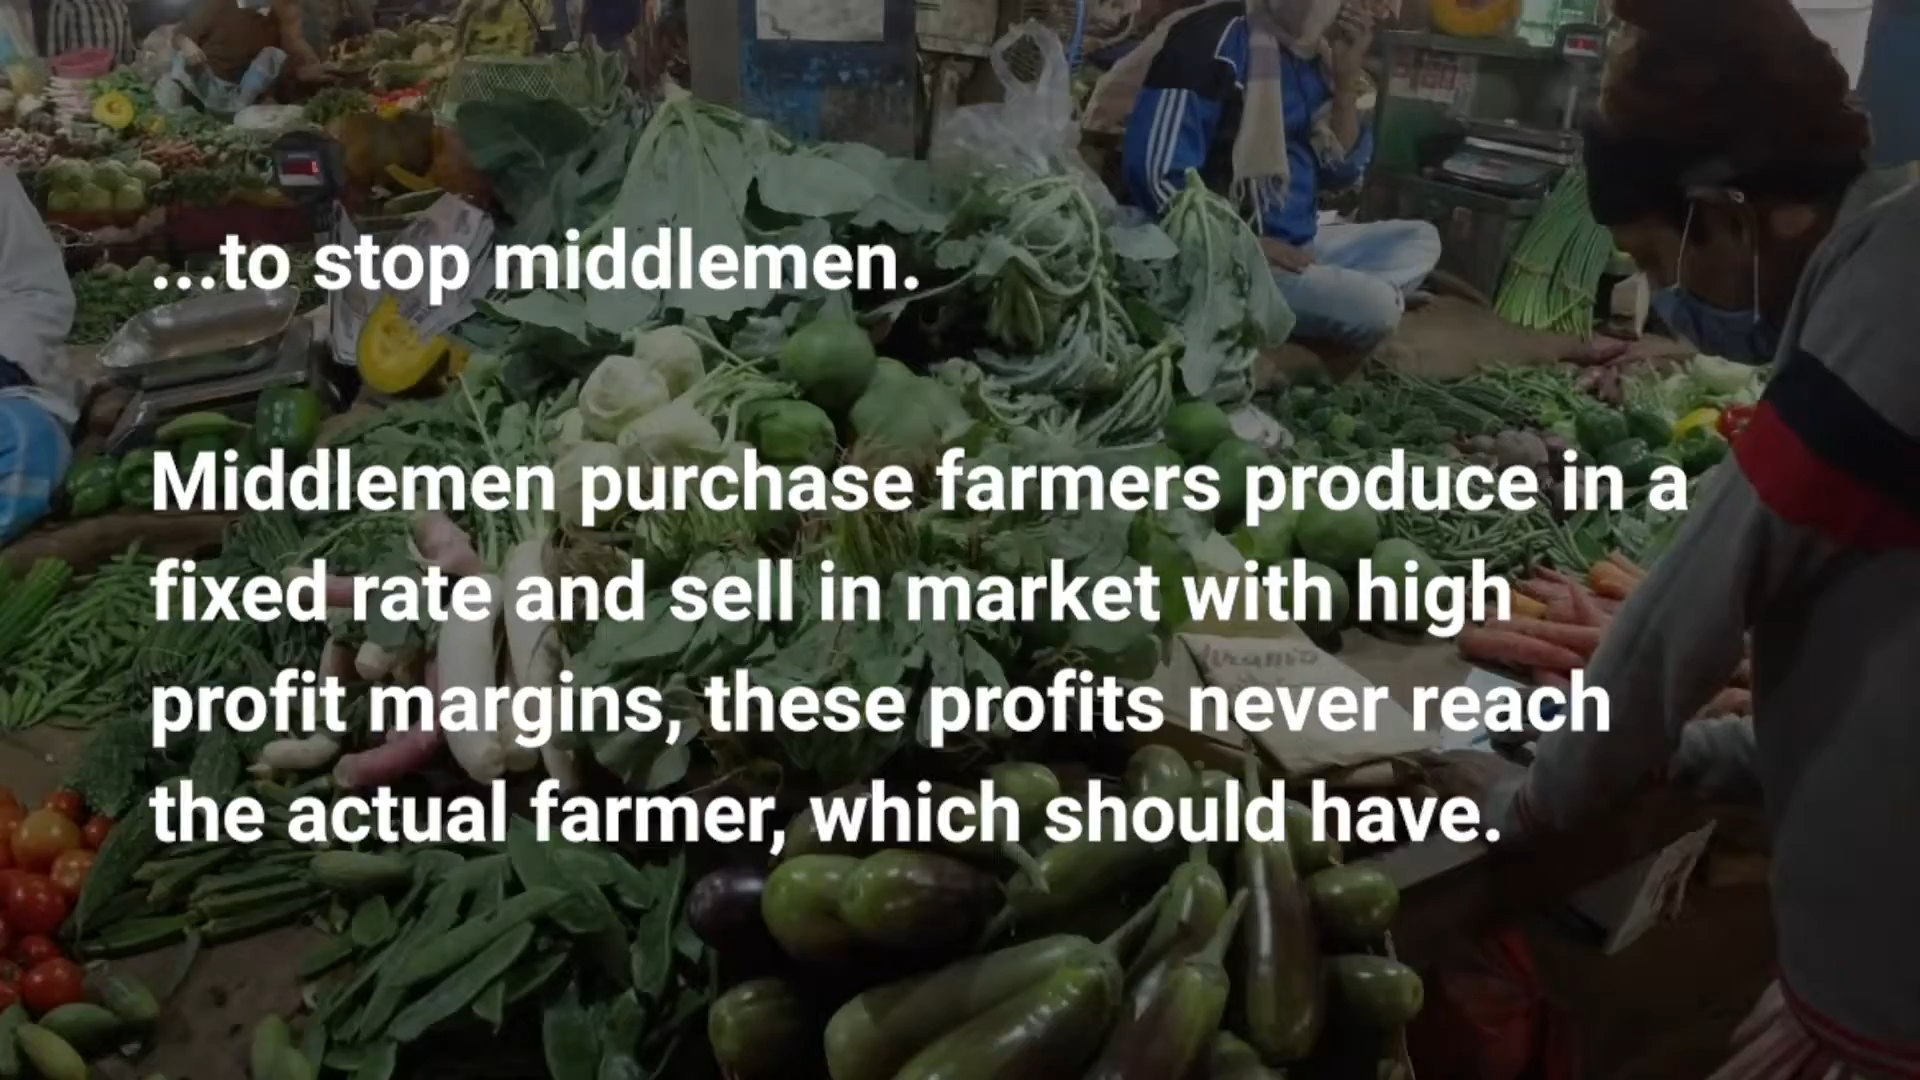 ...to stop middlemen.
Middlemen purchase farmers produce in a
fixed rate and sell in market with high
profit margins, these profits never reach
the actual farmer, which should have.